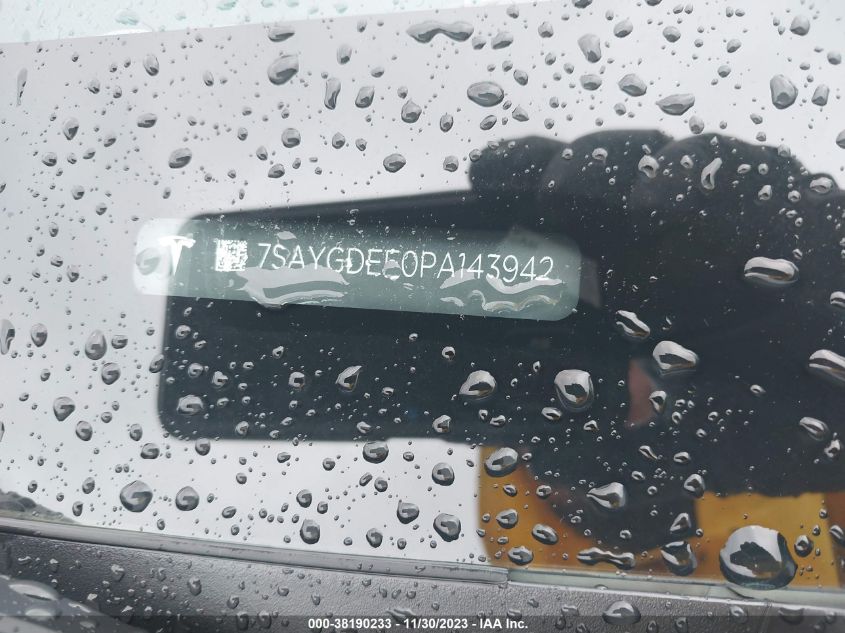 7SAYGDEE0PA143942
000-38190233 - 11/30/2023 - IAA Inc.